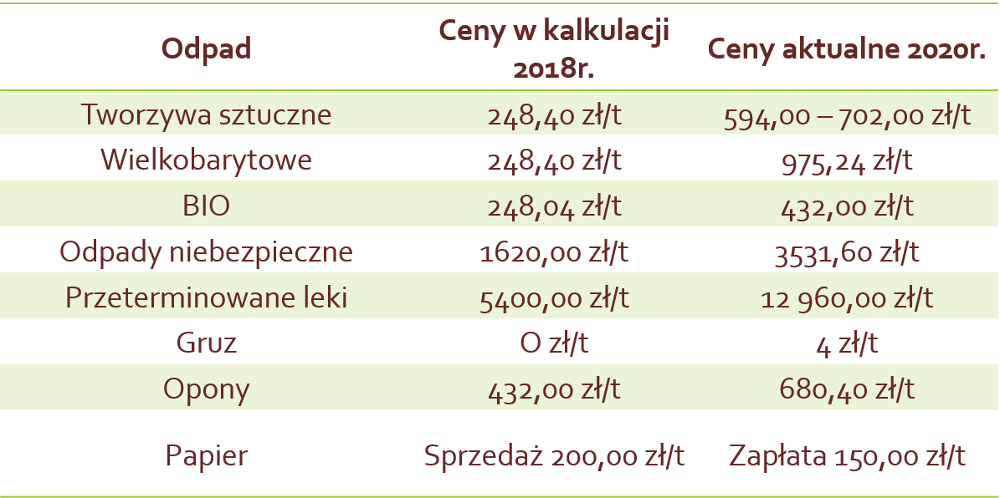 Odpad Ceny w kalkulacji 2018r. Ceny aktualne 2020r.
Tworzywa sztuczne 248,40 zł/t 594,00 – 702,00 zł/t
Wielkobarytowe 248,40 zł/t 975,24 zł/t
BIO 248,04 zł/t 432,00 zł/t
Odpady niebezpieczne 1620,00 zł/t 3531,60 zł/t
Przeterminowane leki 5400,00 zł/t 12 960,00 zł/t
Gruz O zł/t 4 zł/t
Opony 432,00 zł/t 680,40 zł/t
Papier Sprzedaż 200,00 zł/t Zapłata 150,00 zł/t